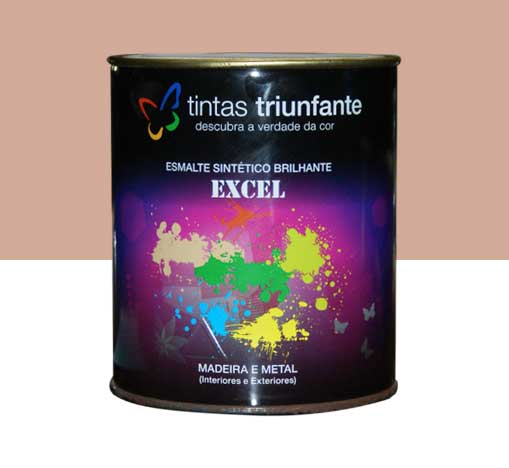 tintas triunfante
descubra a verdade da cor
ESMALTE SINTÉTICO BRILHANTE
EXCEL
MADEIRA E METAL
(Interiores e Exteriores)